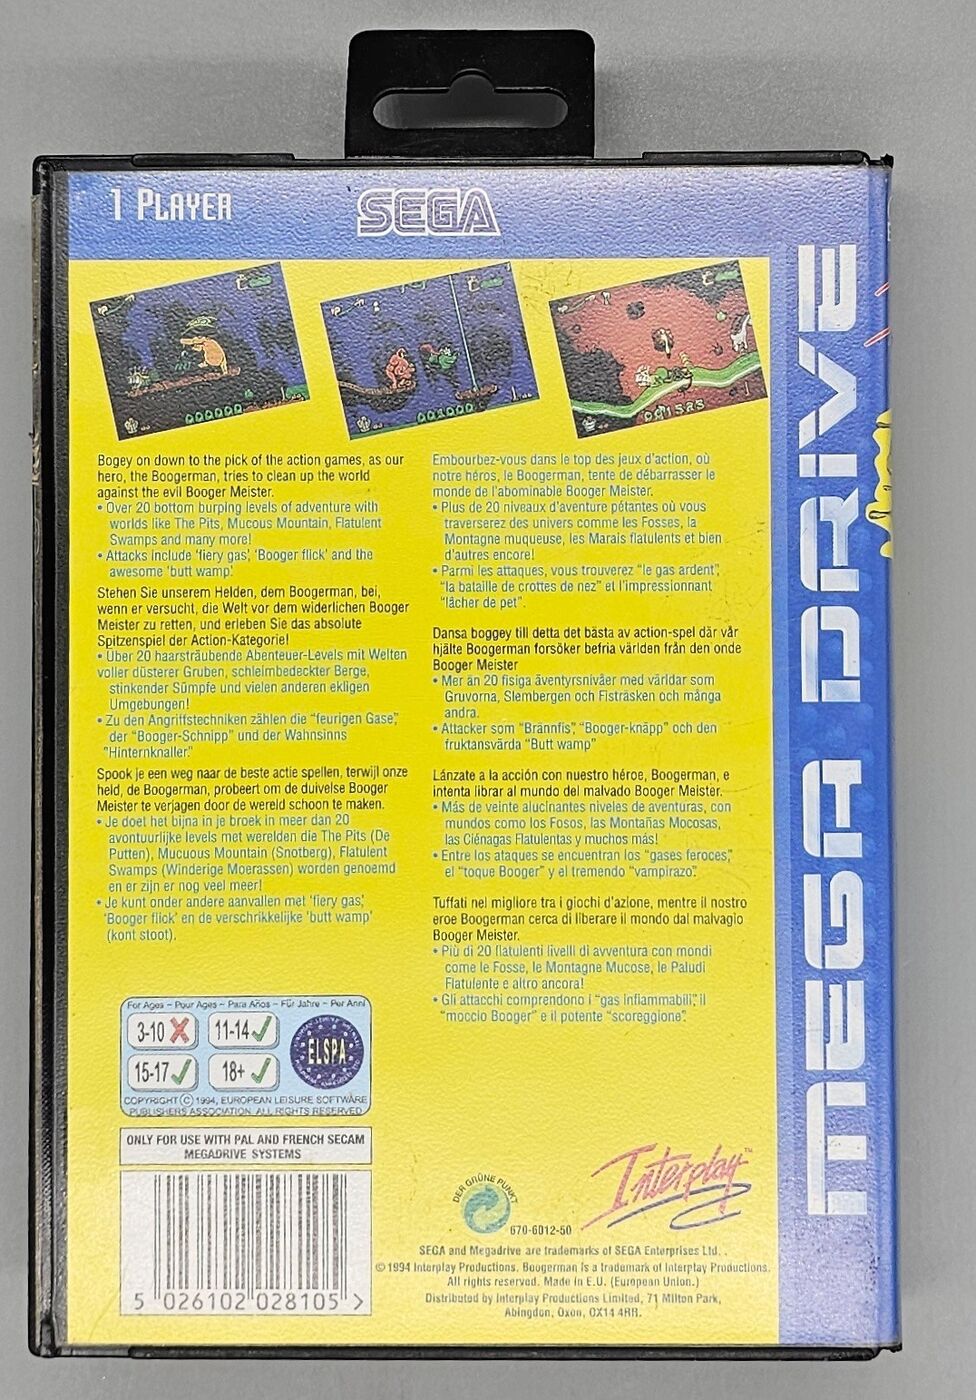 1 PLAYER
SEGA
MEGA DRIVE
000000
001000
001585
Bogey on down to the pick of the action games, as our
hero, the Boogerman, tries to clean up the world
against the evil Booger Meister.
• Over 20 bottom burping levels of adventure with
worlds like The Pits, Mucous Mountain, Flatulent
Swamps and many more!
• Attacks include 'fiery gas', 'Booger flick' and the
awesome 'butt wamp'.
Stehen Sie unserem Helden, dem Boogerman, bei,
wenn er versucht, die Welt vor dem widerlichen Booger
Meister zu retten, und erleben Sie das absolute
Spitzenspiel der Action-Kategorie!
• Über 20 haarsträubende Abenteuer-Levels mit Welten
voller düsterer Gruben, schleimbedeckter Berge,
stinkender Sümpfe und vielen anderen ekligen
Umgebungen!
• Zu den Angriffstechniken zählen die "feurigen Gase",
der "Booger-Schnipp" und der Wahnsinns
"Hinternknaller."
Spook je een weg naar de beste actie spellen, terwijl onze
held, de Boogerman, probeert om de duivelse Booger
Meister te verjagen door de wereld schoon te maken.
• Je doet het bijna in je broek in meer dan 20
avontuurlijke levels met werelden die The Pits (De
Putten), Mucuous Mountain (Snotberg), Flatulent
Swamps (Winderige Moerassen) worden genoemd
en er zijn er nog veel meer!
• Je kunt onder andere aanvallen met 'fiery gas',
'Booger flick' en de verschrikkelijke 'butt wamp'
(kont stoot).
Embourbez-vous dans le top des jeux d'action, où
notre héros, le Boogerman, tente de débarrasser le
monde de l'abominable Booger Meister.
• Plus de 20 niveaux d'aventure pétantes où vous
traverserez des univers comme les Fosses, la
Montagne muqueuse, les Marais flatulents et bien
d'autres encore!
• Parmi les attaques, vous trouverez "le gas ardent",
"la bataille de crottes de nez" et l'impressionnant
"lâcher de pet".
Dansa boggey till detta det bästa av action-spel där vår
hjälte Boogerman forsöker befria världen från den onde
Booger Meister
• Mer än 20 fisiga äventyrsnivåer med världar som
Gruvorna, Slembergen och Fisträsken och många
andra.
• Attacker som "Brännfis", "Booger-knäpp" och den
fruktansvärda "Butt wamp"
Lánzate a la acción con nuestro héroe, Boogerman, e
intenta librar al mundo del malvado Booger Meister.
• Más de veinte alucinantes niveles de aventuras, con
mundos como los Fosos, las Montañas Mocosas,
las Ciénagas Flatulentas y muchos más!
• Entre los ataques se encuentran los "gases feroces",
el "toque Booger" y el tremendo "vampirazo".
Tuffati nel migliore tra i giochi d'azione, mentre il nostro
eroe Boogerman cerca di liberare il mondo dal malvagio
Booger Meister.
• Più di 20 flatulenti livelli di avventura con mondi
come le Fosse, le Montagne Mucose, le Paludi
Flatulente e altro ancora!
• Gli attacchi comprendono i "gas infiammabili", il
"moccio Booger" e il potente "scoreggione".
For Ages – Pour Ages – Para Años – Für Jahre – Per Anni
3-10 11-14
15-17 18+
ELSPA
COPYRIGHT © 1994, EUROPEAN LEISURE SOFTWARE
PUBLISHERS ASSOCIATION. ALL RIGHTS RESERVED
ONLY FOR USE WITH PAL AND FRENCH SECAM
MEGADRIVE SYSTEMS
5 026102 028105 >
DER GRÜNE PUNKT
Interplay™
670-6012-50
SEGA and Megadrive are trademarks of SEGA Enterprises Ltd.
© 1994 Interplay Productions. Boogerman is a trademark of Interplay Productions.
All rights reserved. Made in E.U. (European Union.)
Distributed by Interplay Productions Limited, 71 Milton Park,
Abingdon, Oxon, OX14 4RR.